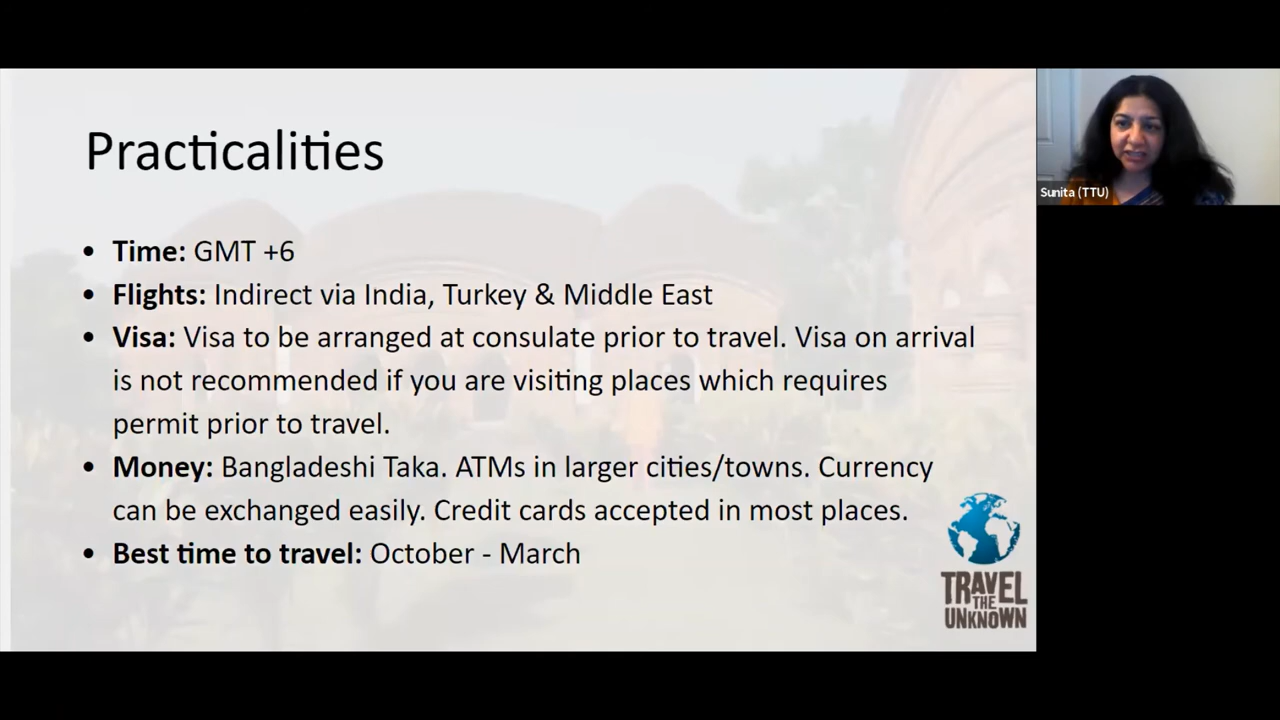 Practicalities
• Time: GMT +6
• Flights: Indirect via India, Turkey & Middle East
• Visa: Visa to be arranged at consulate prior to travel. Visa on arrival
is not recommended if you are visiting places which requires
permit prior to travel.
• Money: Bangladeshi Taka. ATMs in larger cities/towns. Currency
can be exchanged easily. Credit cards accepted in most places.
• Best time to travel: October - March
TRAVEL
THE
UNKNOWN
Sunita (TTU)